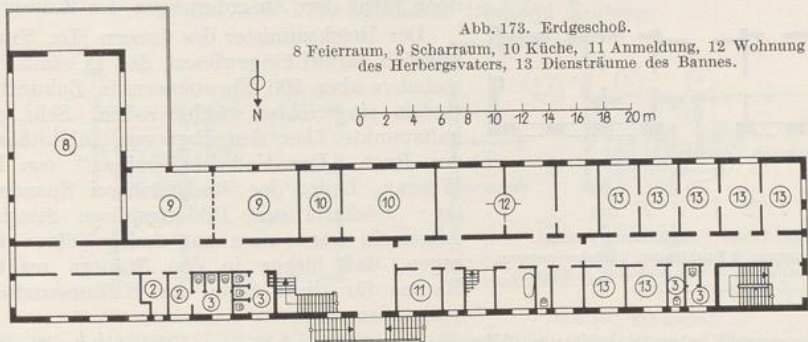 Abb. 173. Erdgeschoß.
8 Feierraum, 9 Scharraum, 10 Küche, 11 Anmeldung, 12 Wohnung
des Herbergsvaters, 13 Diensträume des Bannes.
N
0 2 4 6 8 10 12 14 16 18 20 m
8
9 9 10 10 12 13 13 13 13 13
2 2 3 3 11 13 13 3 3